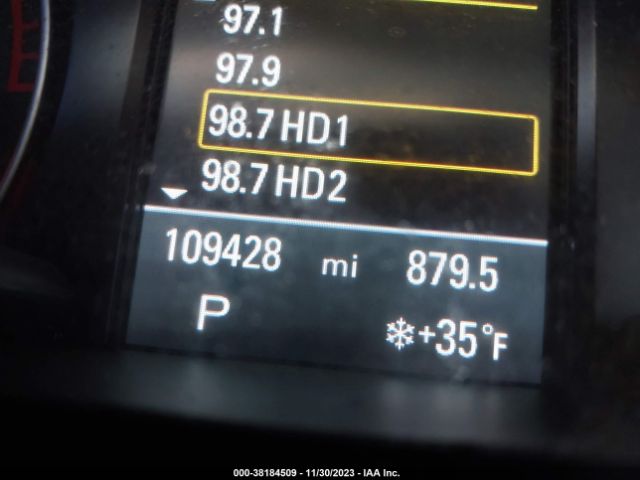 97.1
97.9
98.7 HD1
98.7 HD2
109428 mi 879.5
P ❄+35°F
000-38184509 - 11/30/2023 - IAA Inc.